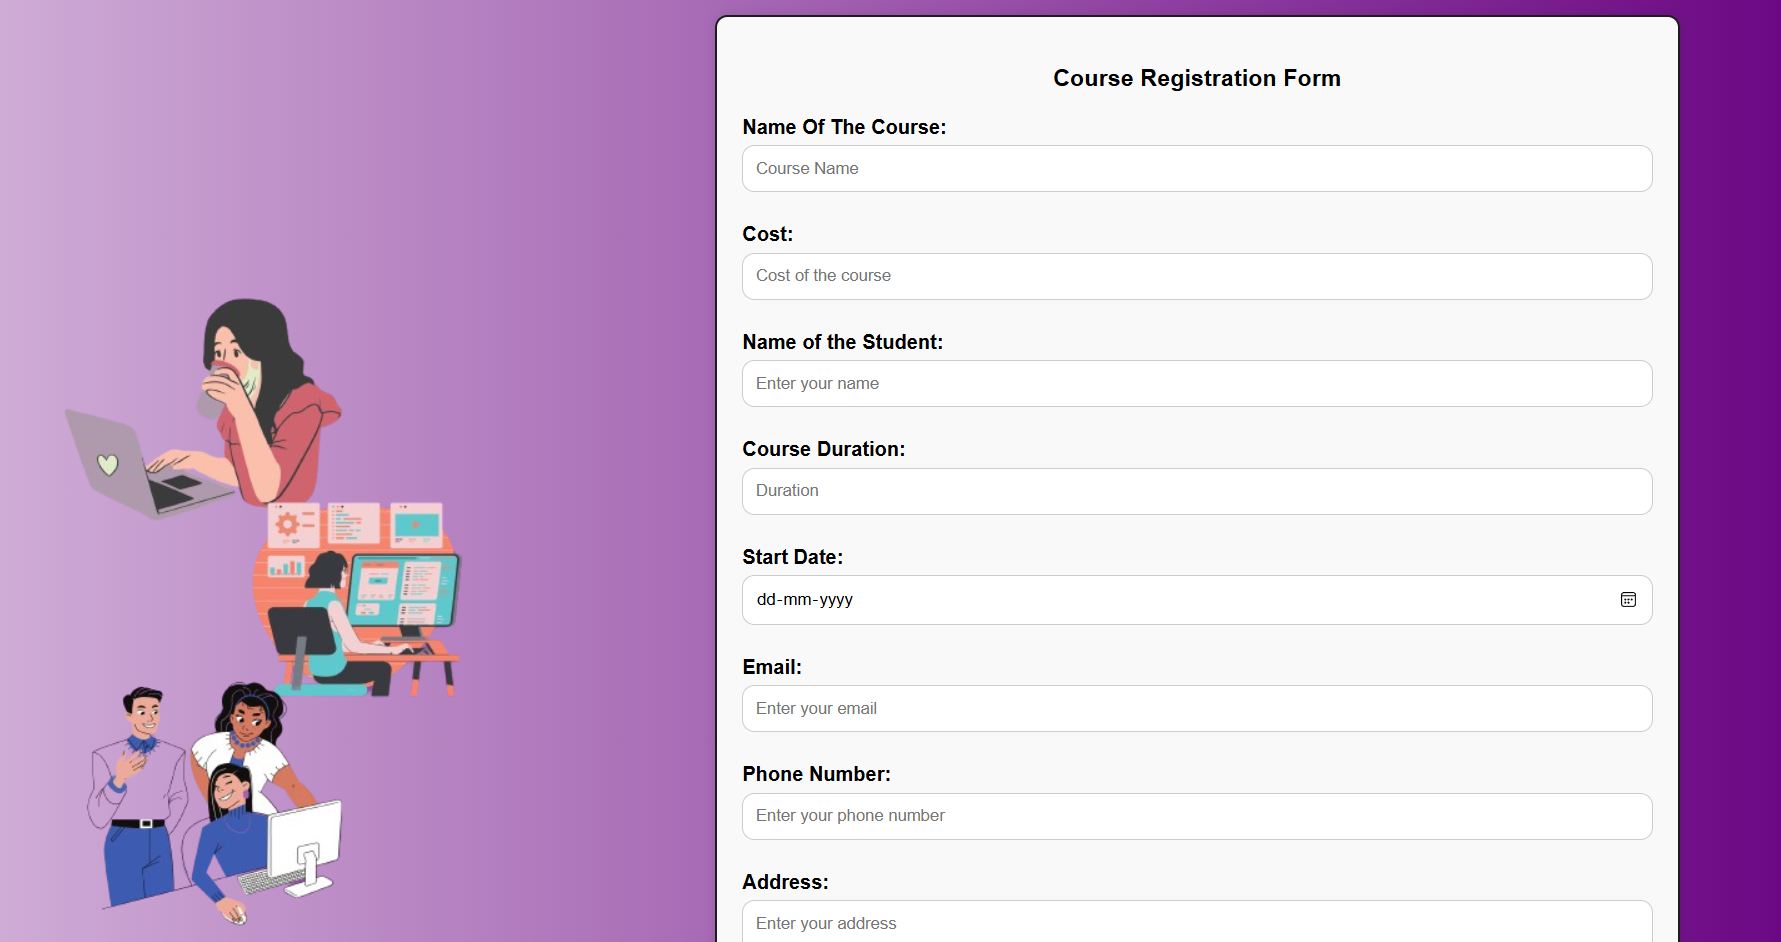 Course Registration Form
Name Of The Course:
Course Name
Cost:
Cost of the course
Name of the Student:
Enter your name
Course Duration:
Duration
Start Date:
dd-mm-yyyy
Email:
Enter your email
Phone Number:
Enter your phone number
Address:
Enter your address